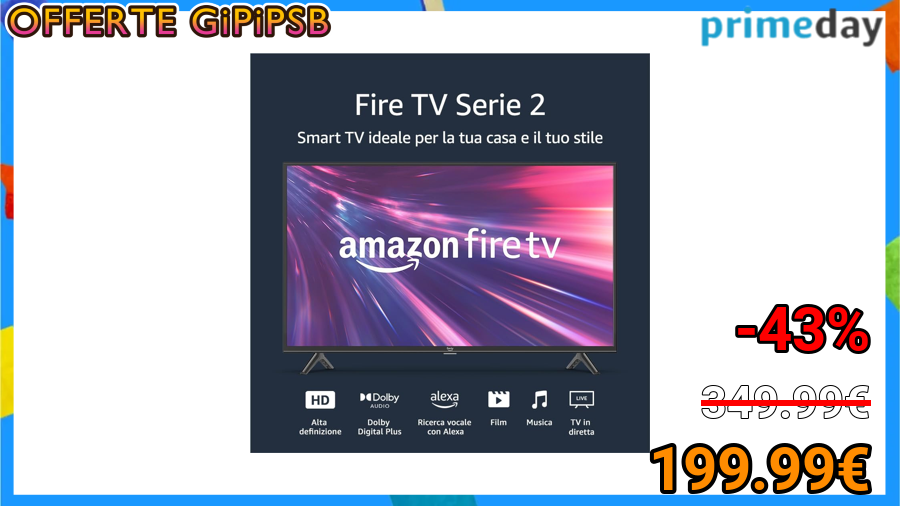 OFFERTE GiPiPSB
primeday
Fire TV Serie 2
Smart TV ideale per la tua casa e il tuo stile
amazon fire tv
HD
Dolby
AUDIO
alexa
LIVE
Alta definizione
Dolby Digital Plus
Ricerca vocale con Alexa
Film
Musica
TV in diretta
-43%
349.99€
199.99€